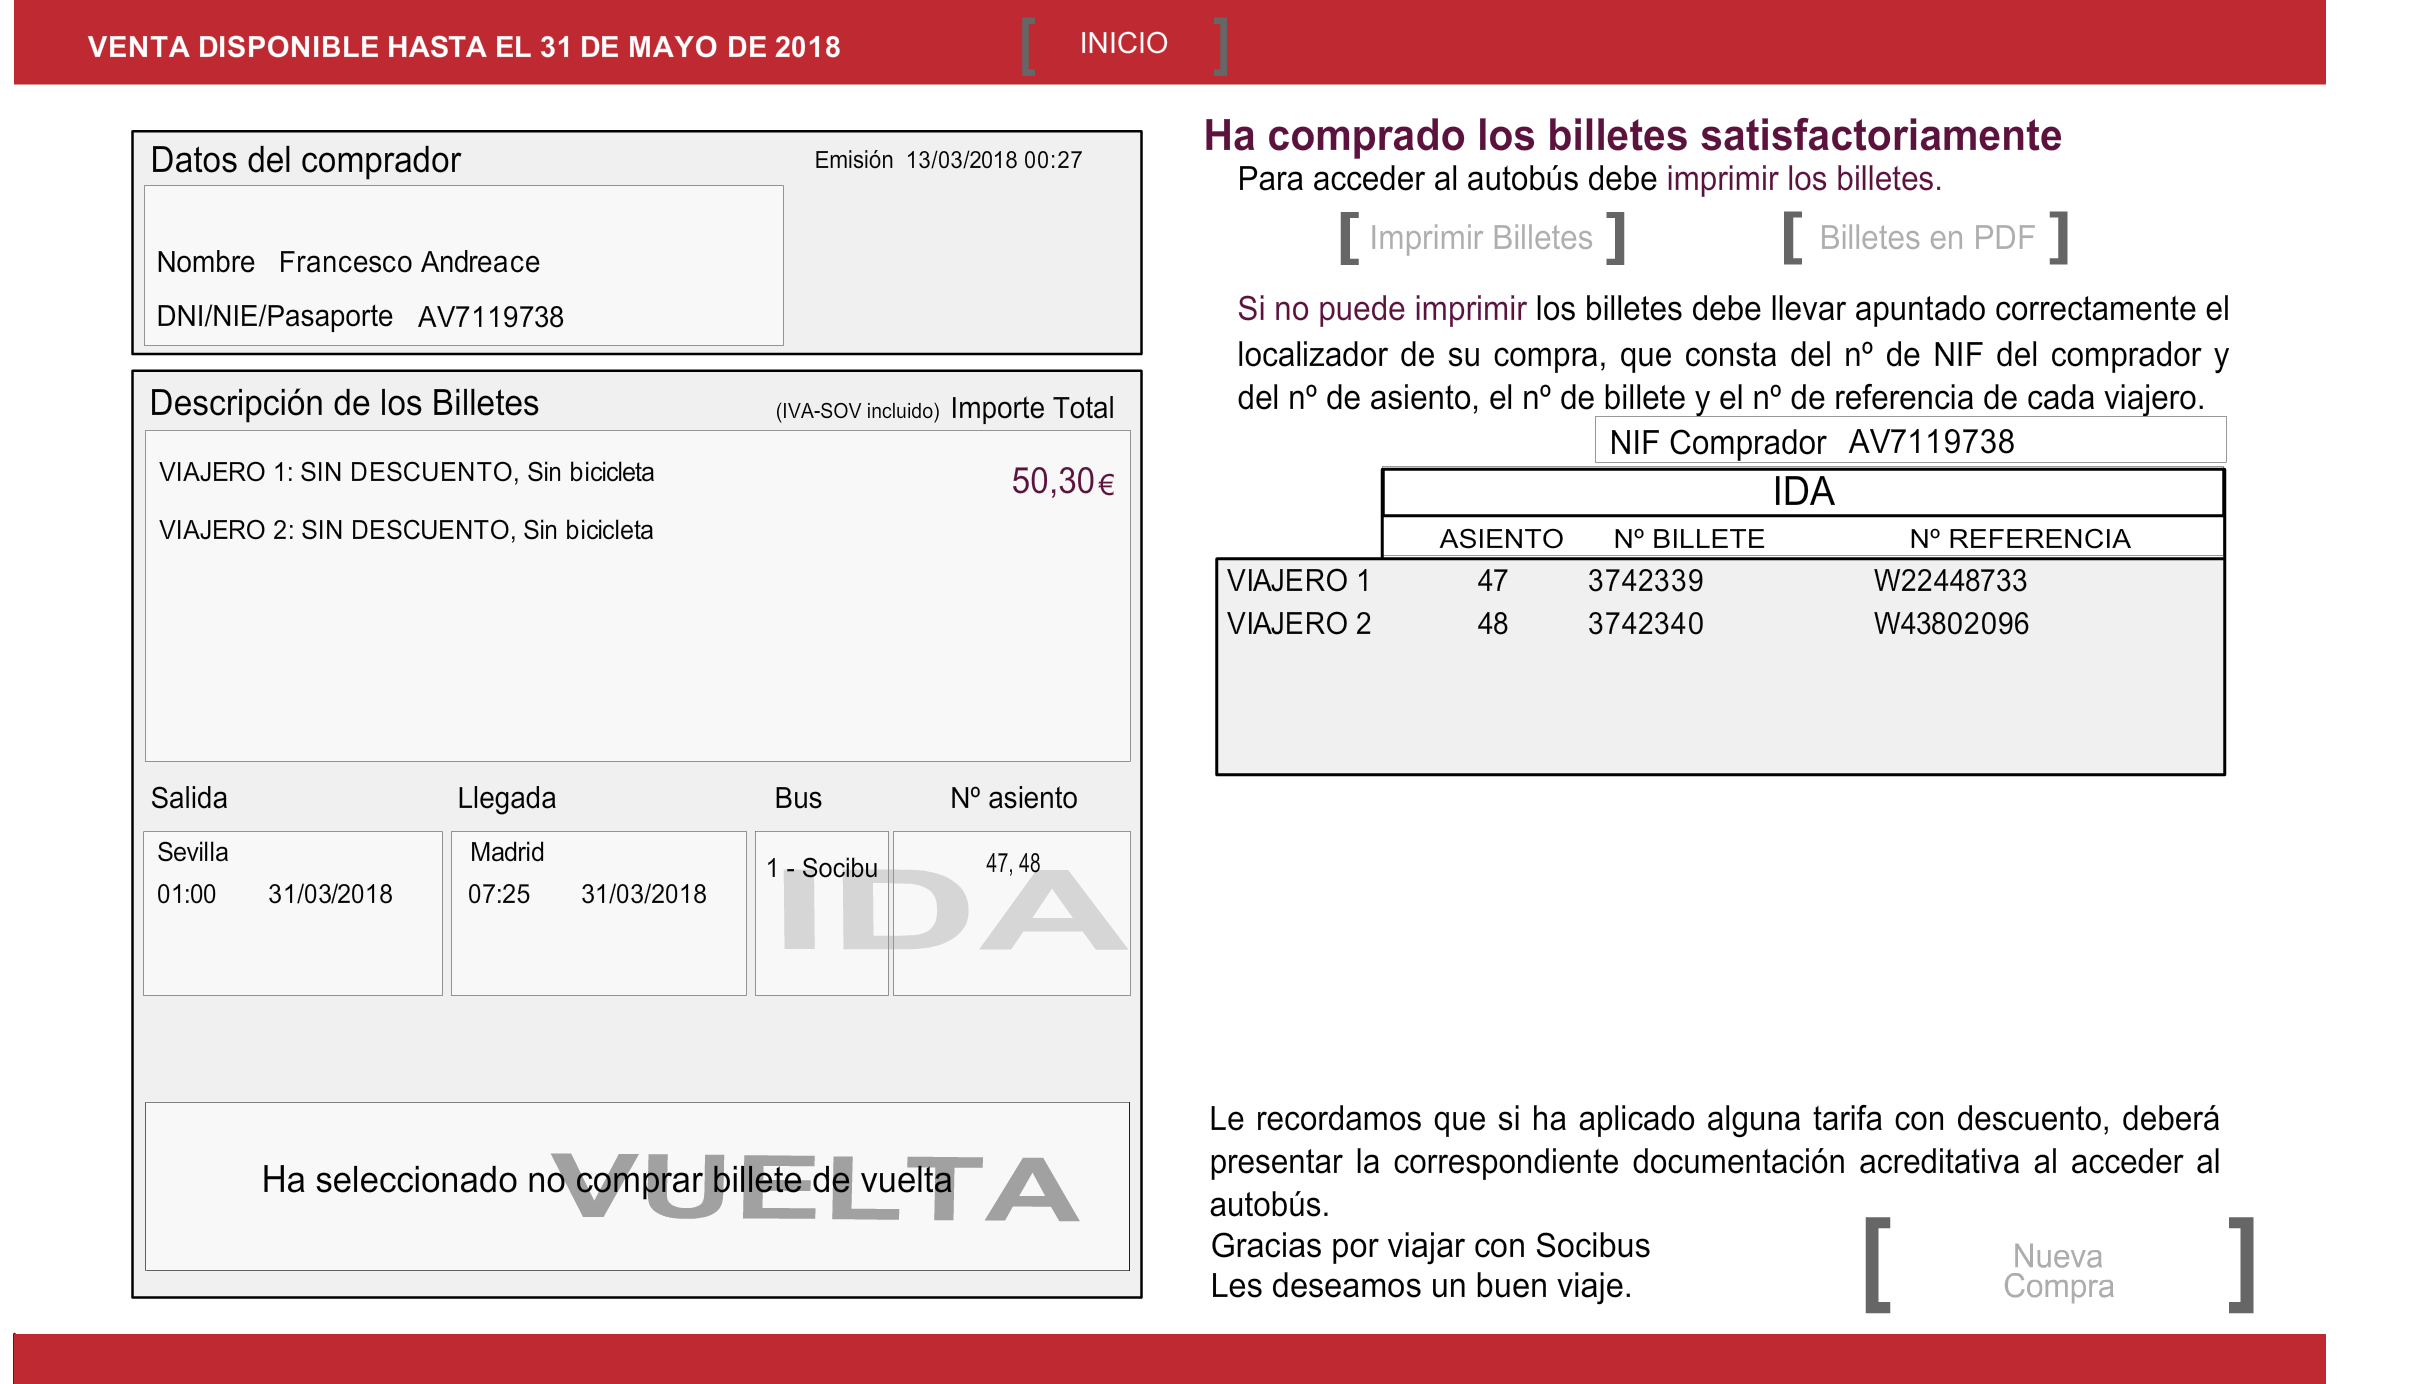 VENTA DISPONIBLE HASTA EL 31 DE MAYO DE 2018
[ INICIO ]
Datos del comprador
Emisión 13/03/2018 00:27
Nombre Francesco Andreace
DNI/NIE/Pasaporte AV7119738
Descripción de los Billetes
(IVA-SOV incluido) Importe Total
VIAJERO 1: SIN DESCUENTO, Sin bicicleta
50,30€
VIAJERO 2: SIN DESCUENTO, Sin bicicleta
Salida Llegada Bus Nº asiento
Sevilla Madrid 1 - Socibu 47, 48
01:00 31/03/2018 07:25 31/03/2018
IDA
Ha seleccionado no comprar billete de vuelta
VUELTA
Ha comprado los billetes satisfactoriamente
Para acceder al autobús debe imprimir los billetes.
[ Imprimir Billetes ] [ Billetes en PDF ]
Si no puede imprimir los billetes debe llevar apuntado correctamente el
localizador de su compra, que consta del nº de NIF del comprador y
del nº de asiento, el nº de billete y el nº de referencia de cada viajero.
NIF Comprador AV7119738
IDA
ASIENTO Nº BILLETE Nº REFERENCIA
VIAJERO 1 47 3742339 W22448733
VIAJERO 2 48 3742340 W43802096
Le recordamos que si ha aplicado alguna tarifa con descuento, deberá
presentar la correspondiente documentación acreditativa al acceder al
autobús.
Gracias por viajar con Socibus
Les deseamos un buen viaje.
[ Nueva
Compra ]